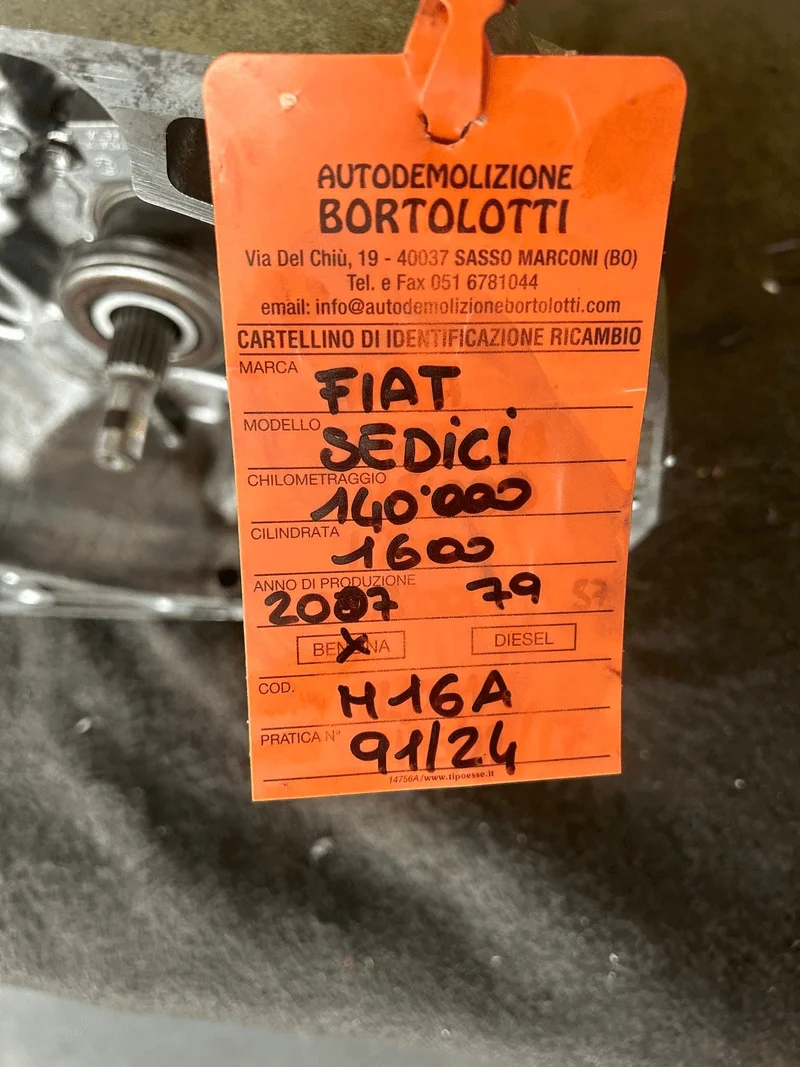 AUTODEMOLIZIONE
BORTOLOTTI
Via Del Chiù, 19 - 40037 SASSO MARCONI (BO)
Tel. e Fax 051 6781044
email: info@autodemolizionebortolotti.com
CARTELLINO DI IDENTIFICAZIONE RICAMBIO
MARCA FIAT
MODELLO SEDICI
CHILOMETRAGGIO 140'000
CILINDRATA 1600
ANNO DI PRODUZIONE
2007 79
BENZINA DIESEL
COD. M16A
PRATICA N° 91/24
14756A/www.tipoesse.it